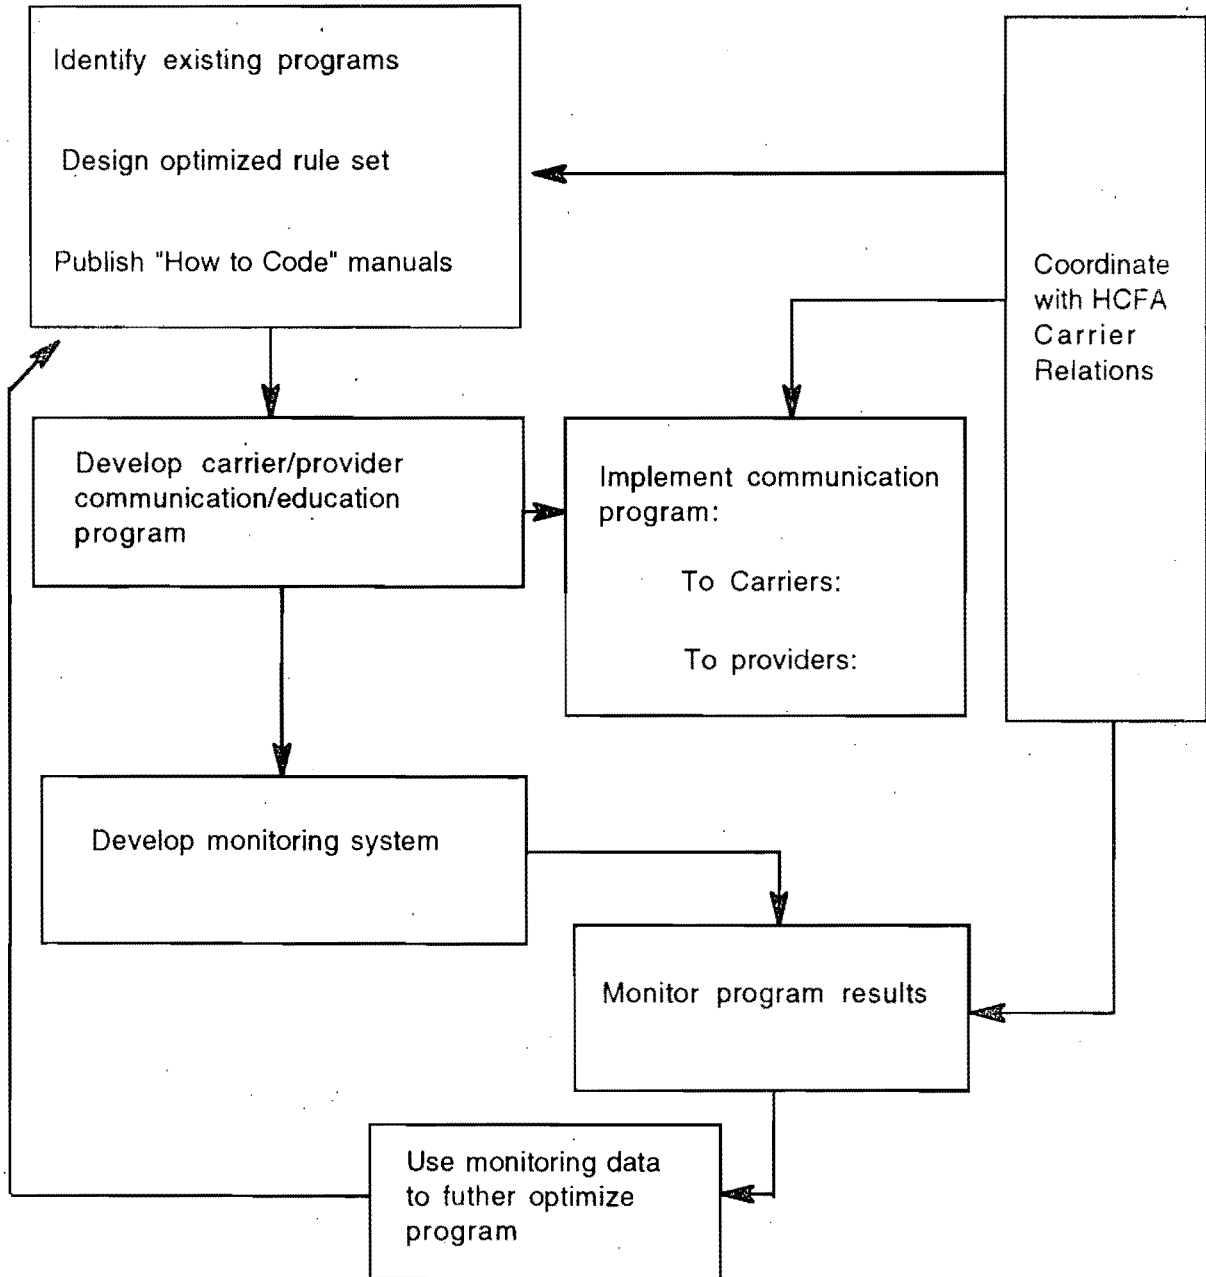 Identify existing programs
Design optimized rule set
Publish "How to Code" manuals
Coordinate
with HCFA
Carrier
Relations
Develop carrier/provider
communication/education
program
Implement communication
program:
To Carriers:
To providers:
Develop monitoring system
Monitor program results
Use monitoring data
to futher optimize
program